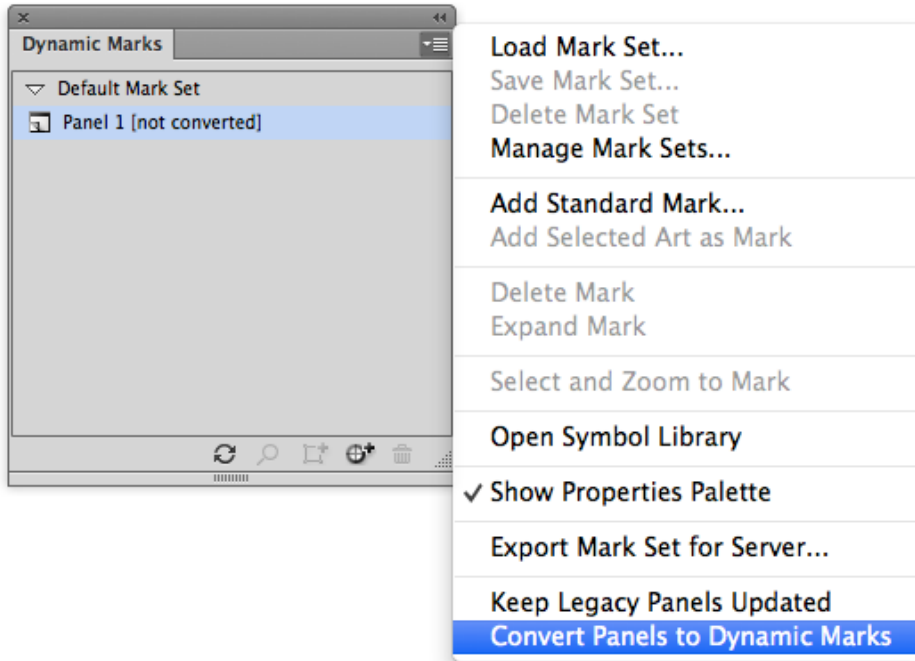 Dynamic Marks
Default Mark Set
Panel 1 [not converted]
Load Mark Set...
Save Mark Set...
Delete Mark Set
Manage Mark Sets...
Add Standard Mark...
Add Selected Art as Mark
Delete Mark
Expand Mark
Select and Zoom to Mark
Open Symbol Library
Show Properties Palette
Export Mark Set for Server...
Keep Legacy Panels Updated
Convert Panels to Dynamic Marks